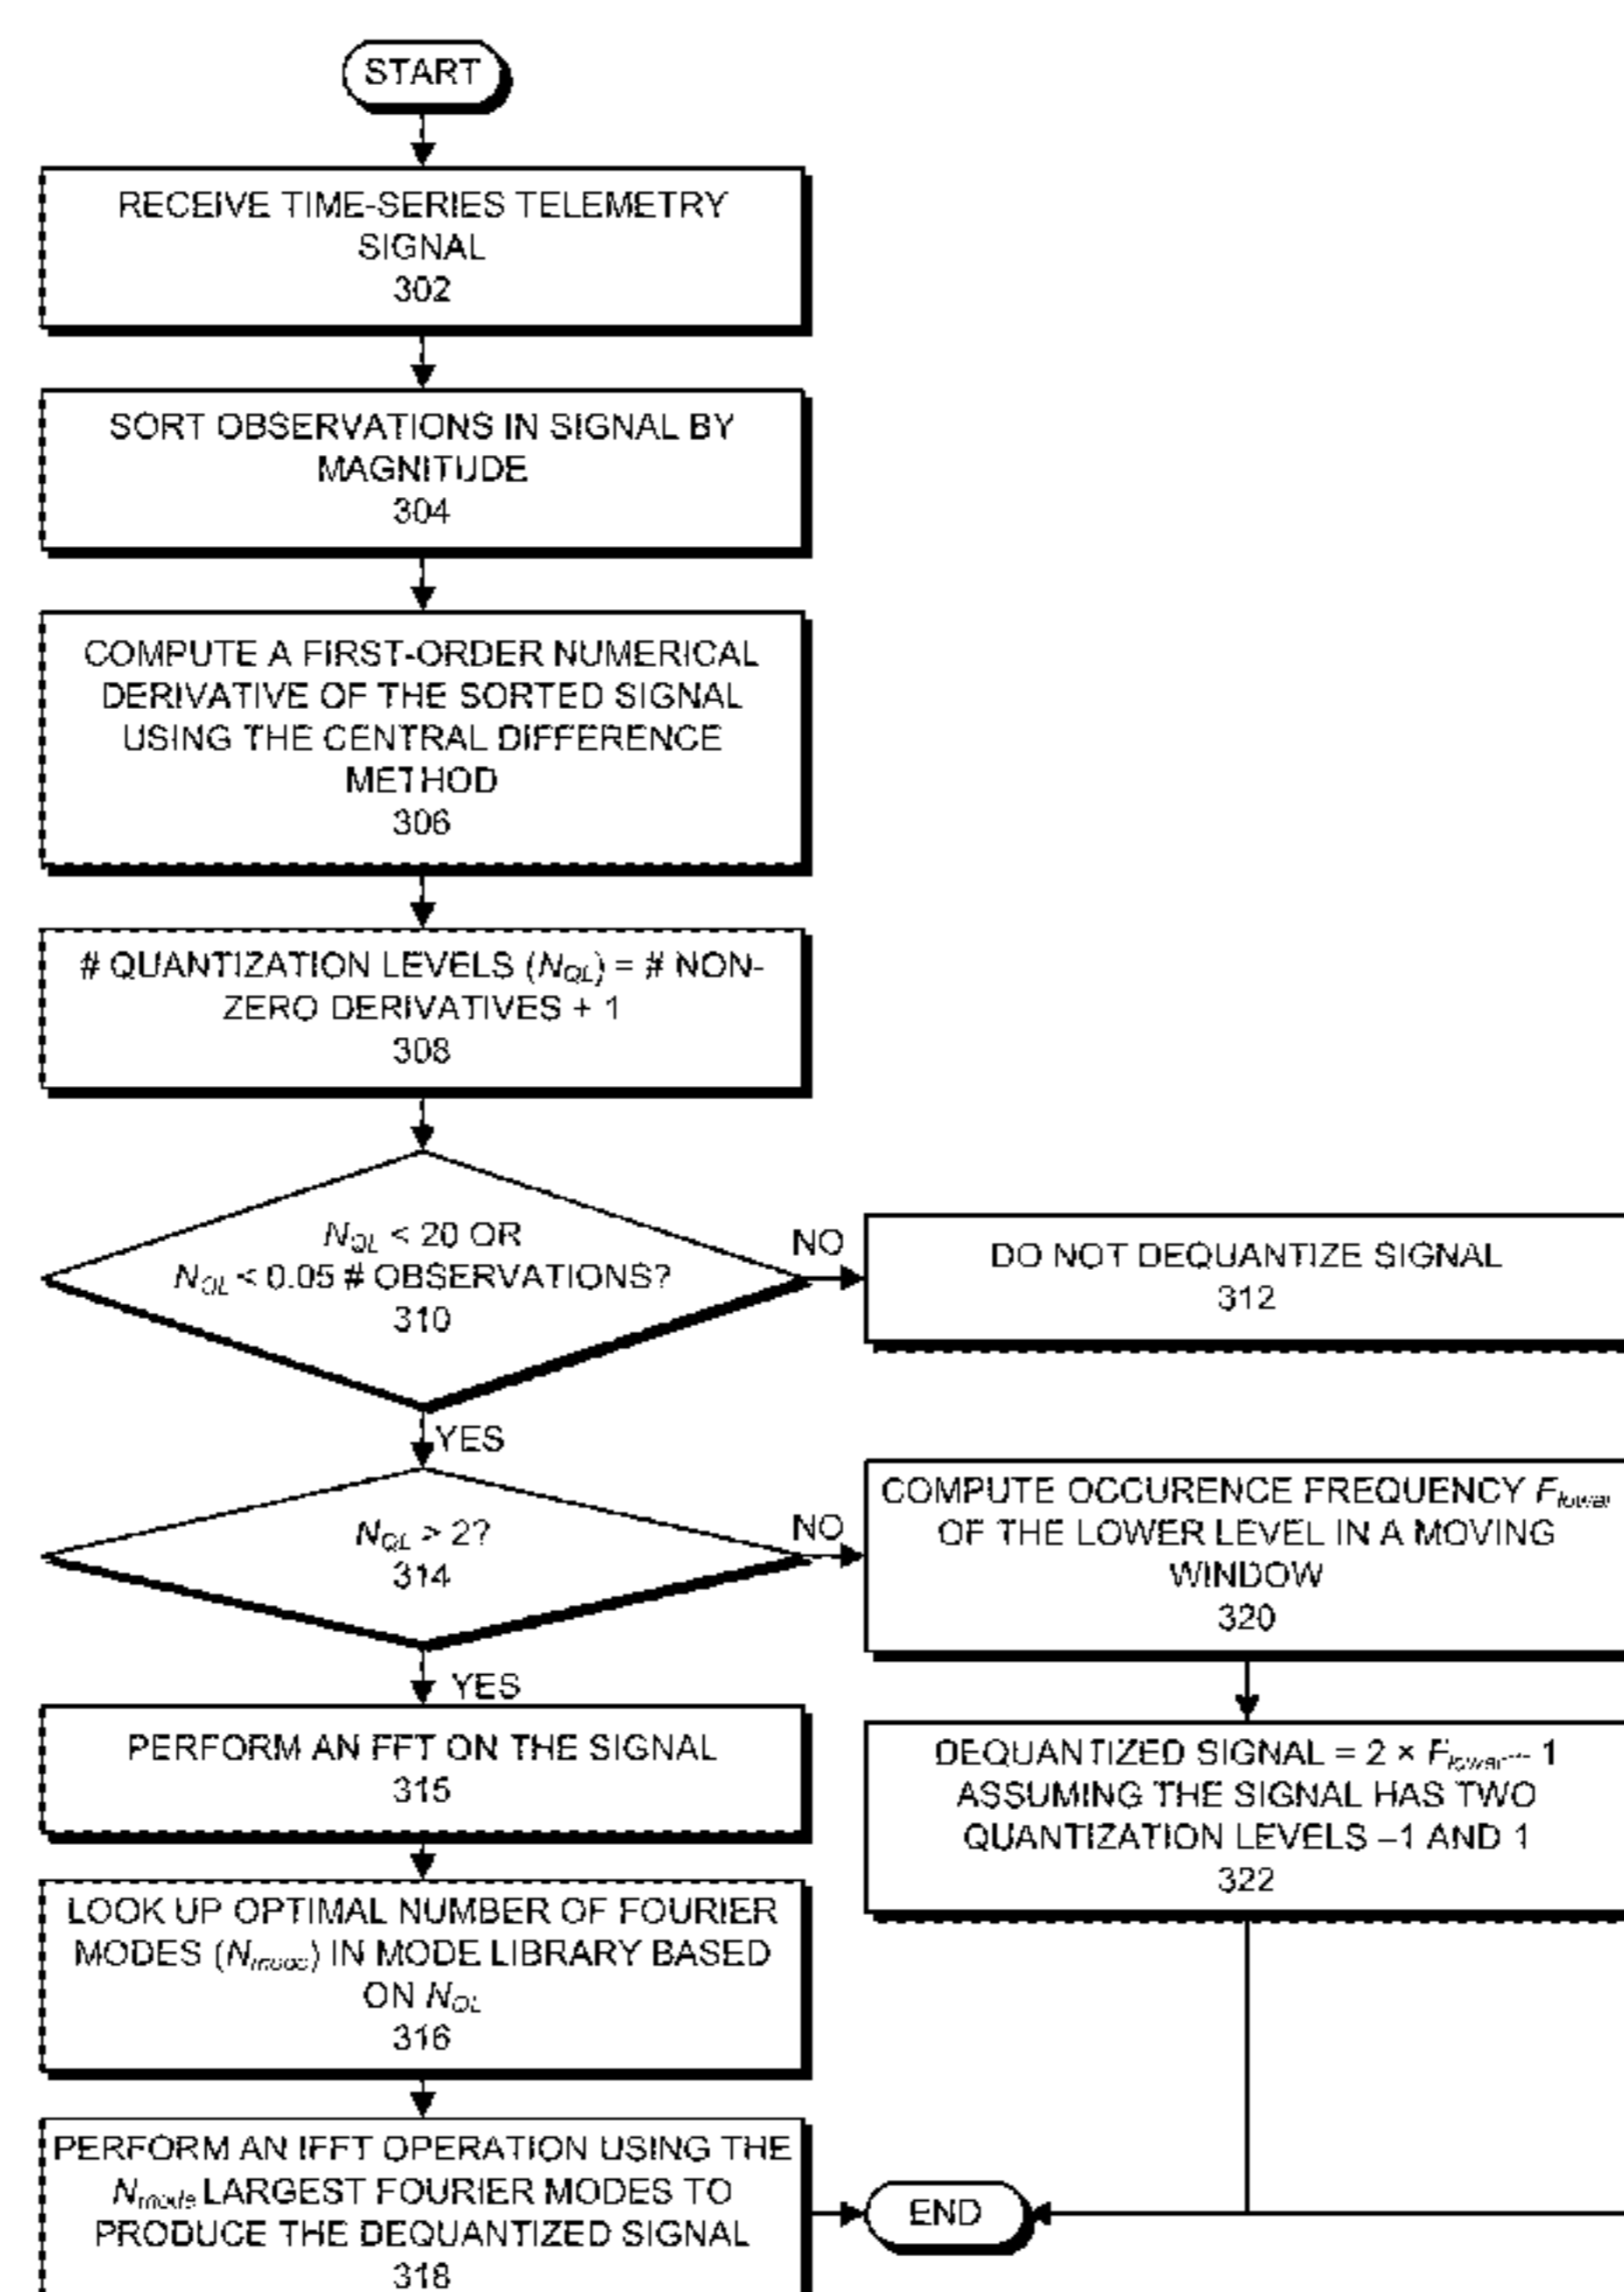 START
RECEIVE TIME-SERIES TELEMETRY
SIGNAL
302
SORT OBSERVATIONS IN SIGNAL BY
MAGNITUDE
304
COMPUTE A FIRST-ORDER NUMERICAL
DERIVATIVE OF THE SORTED SIGNAL
USING THE CENTRAL DIFFERENCE
METHOD
306
# QUANTIZATION LEVELS (NQL) = # NON-
ZERO DERIVATIVES + 1
308
NQL < 20 OR
NQL < 0.05 # OBSERVATIONS?
310
NO
DO NOT DEQUANTIZE SIGNAL
312
YES
NQL > 2?
314
NO
COMPUTE OCCURENCE FREQUENCY Flower
OF THE LOWER LEVEL IN A MOVING
WINDOW
320
YES
PERFORM AN FFT ON THE SIGNAL
315
DEQUANTIZED SIGNAL = 2 × Flower – 1
ASSUMING THE SIGNAL HAS TWO
QUANTIZATION LEVELS –1 AND 1
322
LOOK UP OPTIMAL NUMBER OF FOURIER
MODES (Nmode) IN MODE LIBRARY BASED
ON NQL
316
PERFORM AN IFFT OPERATION USING THE
Nmode LARGEST FOURIER MODES TO
PRODUCE THE DEQUANTIZED SIGNAL
318
END